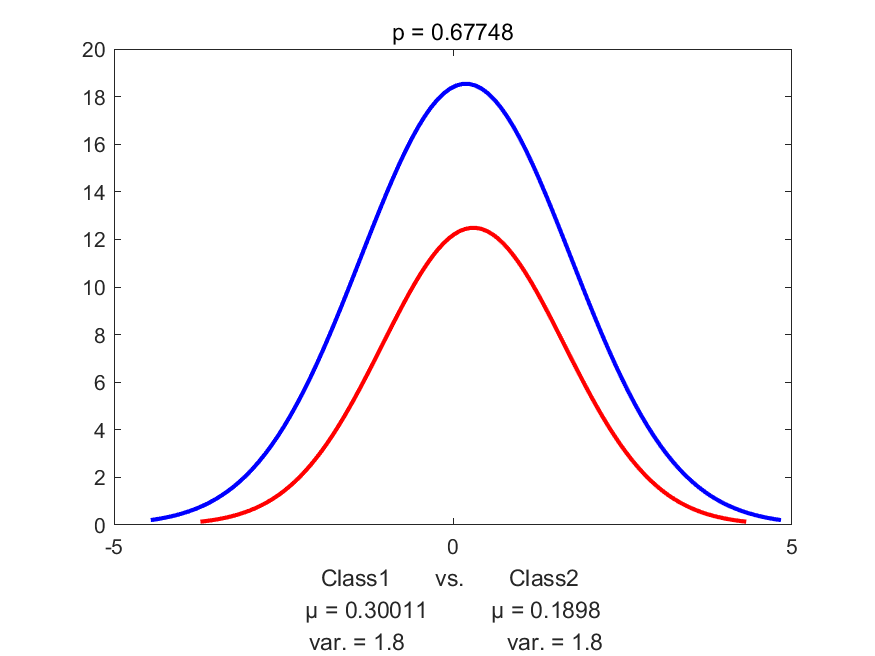 p = 0.67748
20
18
16
14
12
10
8
6
4
2
0
-5 0 5
Class1 vs. Class2
μ = 0.30011 μ = 0.1898
var. = 1.8 var. = 1.8